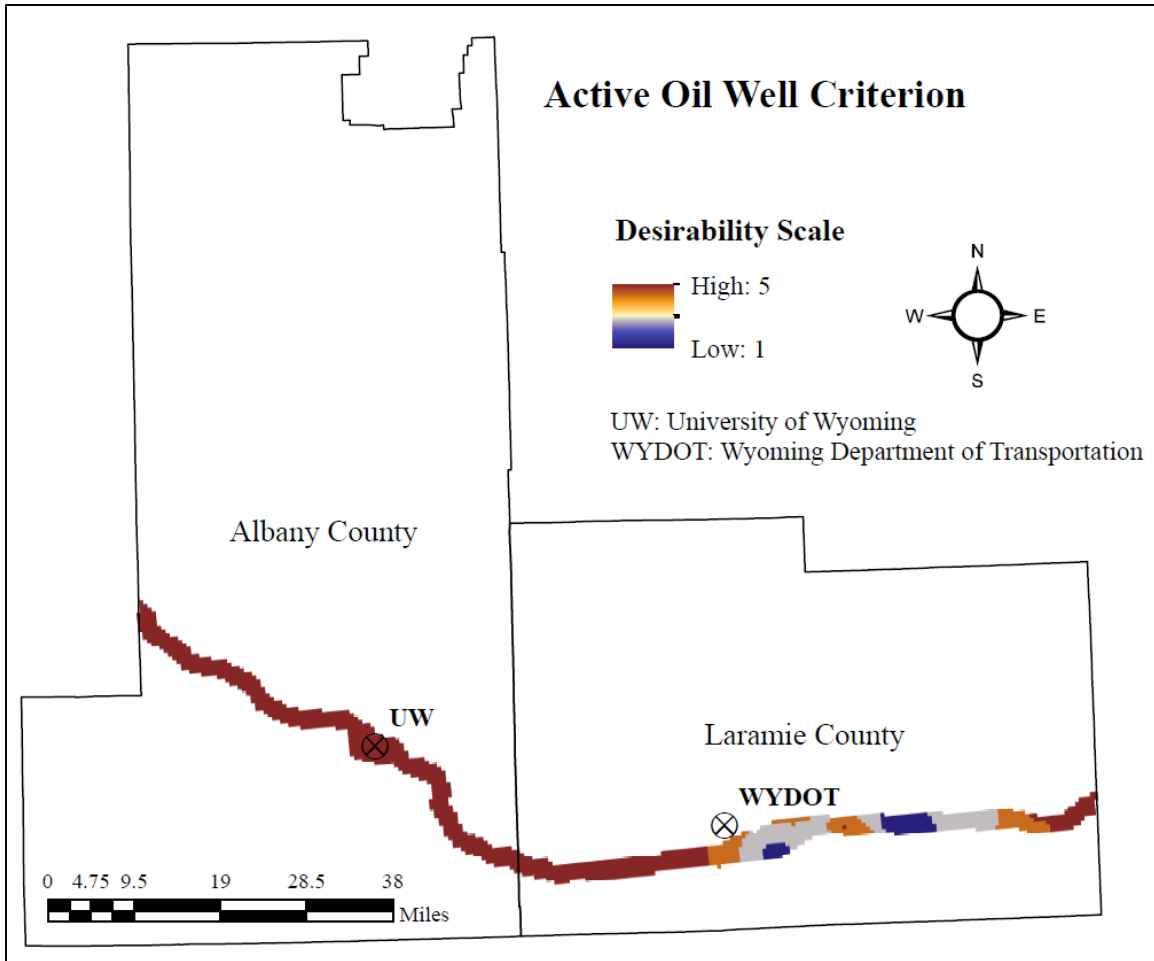 Active Oil Well Criterion
Desirability Scale
High: 5
Low: 1
N
W
E
S
UW: University of Wyoming
WYDOT: Wyoming Department of Transportation
Albany County
UW
Laramie County
WYDOT
0 4.75 9.5 19 28.5 38
Miles